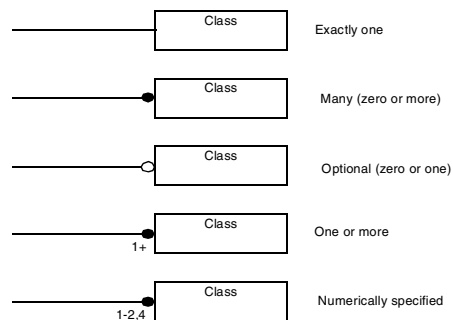 Class
Exactly one
Class
Many (zero or more)
Class
Optional (zero or one)
Class
One or more
1+
Class
Numerically specified
1-2,4